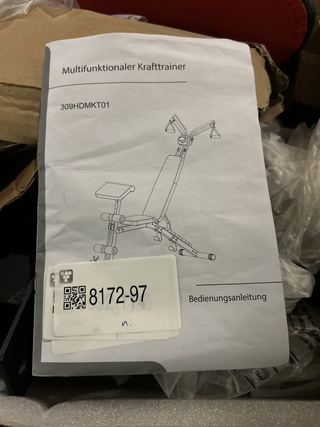 Multifunktionaler Krafttrainer
309HDMKT01
8172-97
n.
Bedienungsanleitung